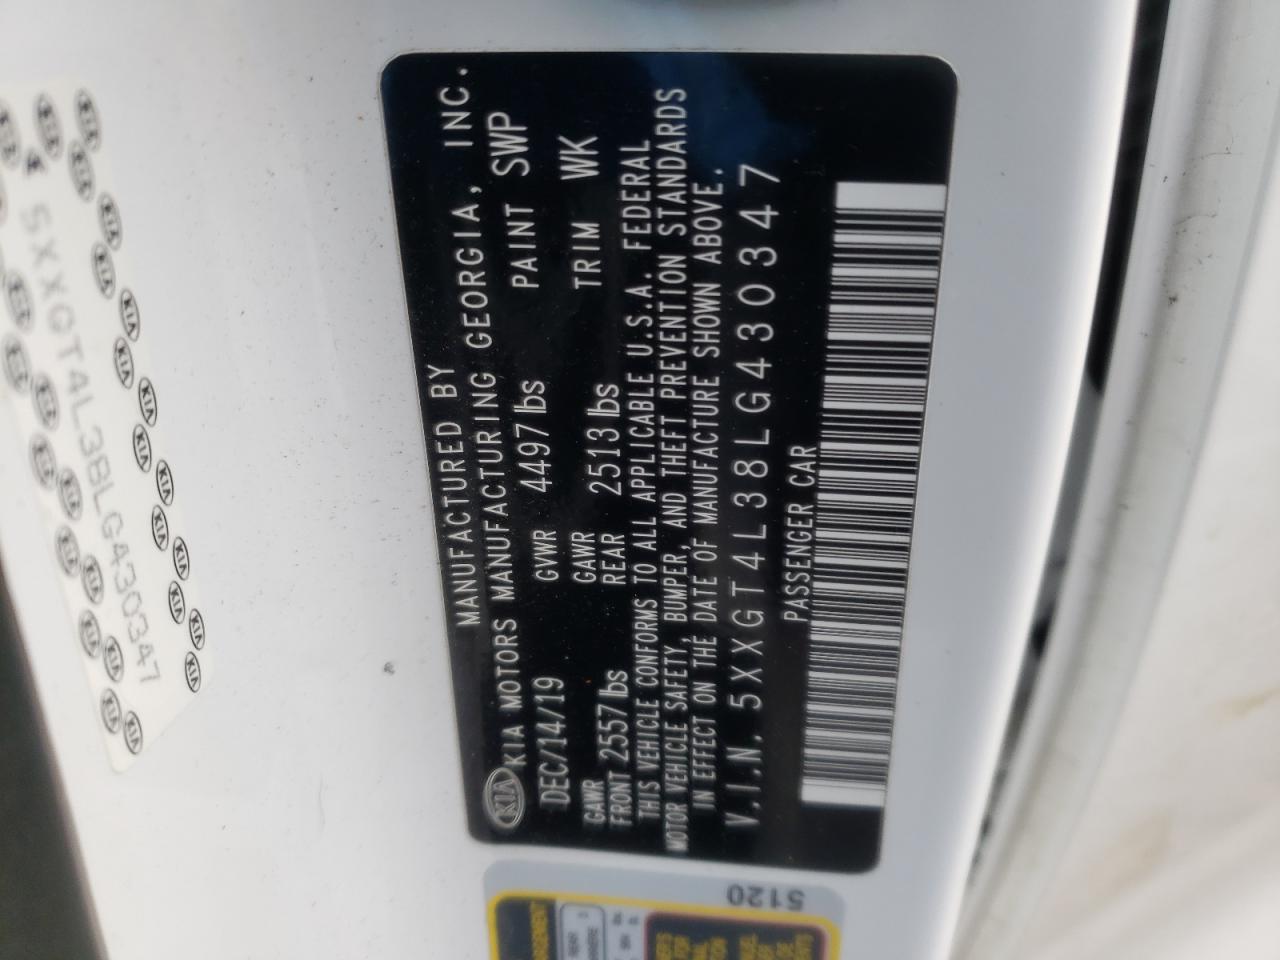 MANUFACTURED BY
KIA KIA MOTORS MANUFACTURING GEORGIA, INC.
DEC/14/19 GVWR 4497 lbs PAINT SWP
GAWR FRONT 2557 lbs GAWR REAR 2513 lbs TRIM WK
THIS VEHICLE CONFORMS TO ALL APPLICABLE U.S.A. FEDERAL
MOTOR VEHICLE SAFETY, BUMPER, AND THEFT PREVENTION STANDARDS
IN EFFECT ON THE DATE OF MANUFACTURE SHOWN ABOVE.
V.I.N. 5XXGT4L38LG430347
PASSENGER CAR
5XXGT4L38LG430347
5120